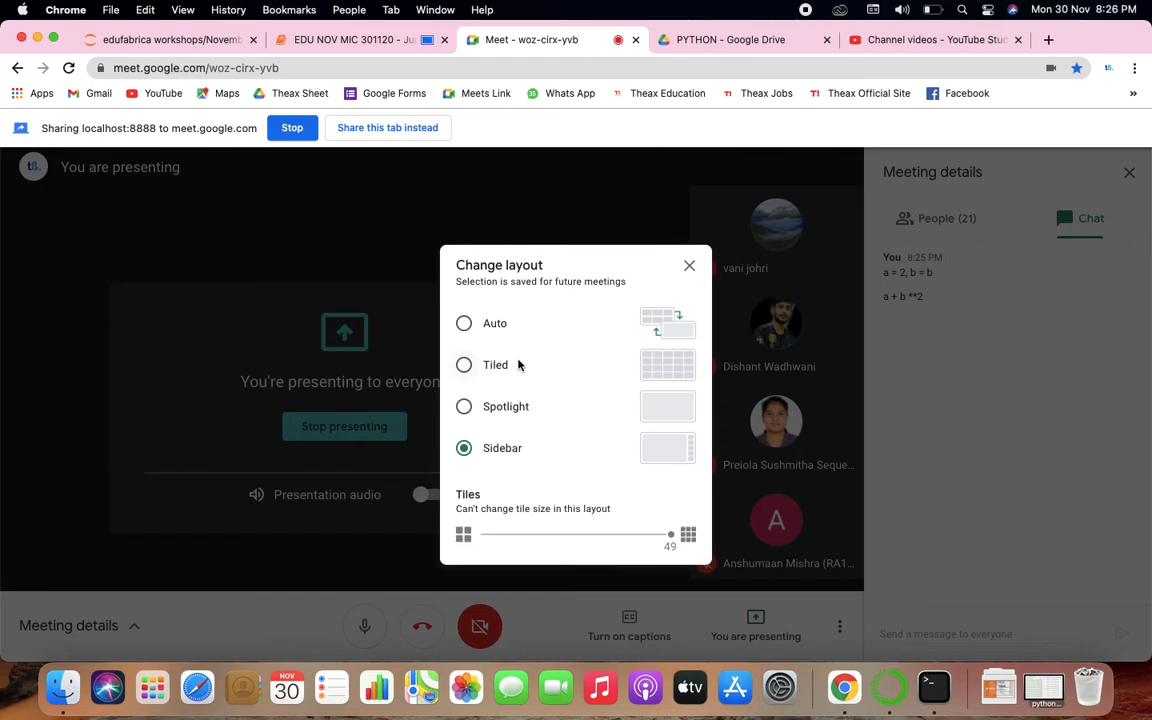 Chrome File Edit View History Bookmarks People Tab Window Help Mon 30 Nov 8:26 PM
edufabrica workshops/Novemb EDU NOV MIC 301120 - Ju Meet - woz-cirx-yvb PYTHON - Google Drive Channel videos - YouTube Stud
meet.google.com/woz-cirx-yvb
Apps Gmail YouTube Maps Theax Sheet Google Forms Meets Link Whats App Theax Education Theax Jobs Theax Official Site Facebook »
Sharing localhost:8888 to meet.google.com Stop Share this tab instead
You are presenting
Meeting details
People (21) Chat
You 8:25 PM
a = 2, b = b
a + b **2
Change layout
Selection is saved for future meetings
Auto
Tiled
Spotlight
Sidebar
Tiles
Can't change tile size in this layout
49
You're presenting to everyon
Stop presenting
Presentation audio
vani johri
Dishant Wadhwani
Preiola Sushmitha Seque...
A
Anshumaan Mishra (RA1...
Meeting details
Turn on captions
You are presenting
Send a message to everyone
NOV
30
tv
python...